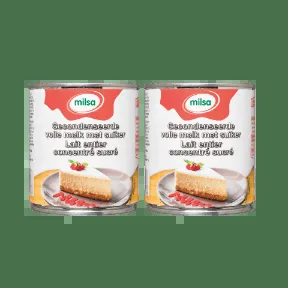 milsa
Gecondenseerde
volle melk met suiker
Lait entier
concentré sucré
milsa
Gecondenseerde
volle melk met suiker
Lait entier
concentré sucré